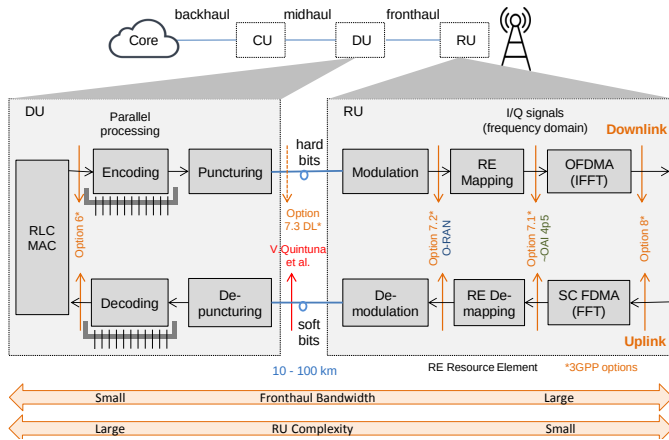 backhaul
midhaul
fronthaul
Core
CU
DU
RU
DU
RU
Parallel
processing
I/Q signals
(frequency domain)
Downlink
hard
bits
Encoding
Puncturing
Modulation
RE
Mapping
OFDMA
(IFFT)
RLC
MAC
Option 6*
Option
7.3 DL*
V.Quintuna
et al.
Option 7.2*
O-RAN
Option 7.1*
~OAI 4p5
Option 8*
Decoding
De-
puncturing
De-
modulation
RE De-
mapping
SC FDMA
(FFT)
soft
bits
Uplink
10 - 100 km
RE Resource Element
*3GPP options
Small
Fronthaul Bandwidth
Large
Large
RU Complexity
Small